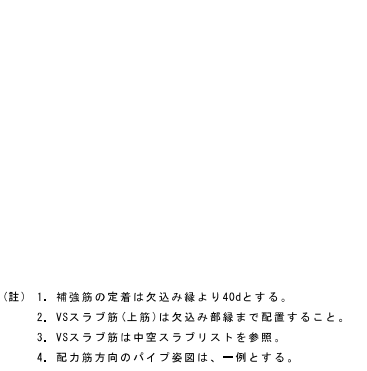 (註) 1. 補強筋の定着は欠込み縁より40dとする。
2. VSスラブ筋(上筋)は欠込み部縁まで配置すること。
3. VSスラブ筋は中空スラブリストを参照。
4. 配力筋方向のパイプ姿図は、一例とする。